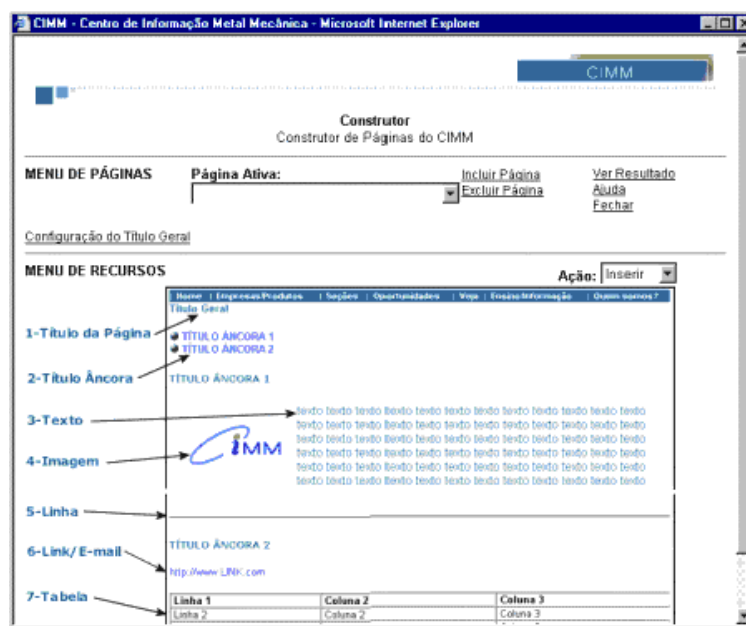 CIMM - Centro de Informação Metal Mecânica - Microsoft Internet Explorer
CIMM
Construtor
Construtor de Páginas do CIMM
MENU DE PÁGINAS
Página Ativa:
Incluir Página
Excluir Página
Ver Resultado
Ajuda
Fechar
Configuração do Título Geral
MENU DE RECURSOS
Ação: Inserir
Home | Empresas/Produtos | Seções | Oportunidades | Veja | Ensino/Informação | Quem somos?
Título Geral
1-Título da Página
TÍTULO ÂNCORA 1
TÍTULO ÂNCORA 2
2-Título Âncora
TÍTULO ÂNCORA 1
3-Texto
texto texto texto texto texto texto texto texto texto texto texto texto
texto texto texto texto texto texto texto texto texto texto texto texto
texto texto texto texto texto texto texto texto texto texto texto texto
texto texto texto texto texto texto texto texto texto texto texto texto
texto texto texto texto texto texto texto texto texto texto texto texto
texto texto texto texto texto texto texto texto texto texto texto texto
4-Imagem
CIMM
5-Linha
TÍTULO ÂNCORA 2
6-Link/E-mail
http://www.LINK.com
7-Tabela
Linha 1 Coluna 2 Coluna 3
Linha 2 Coluna 2 Coluna 3